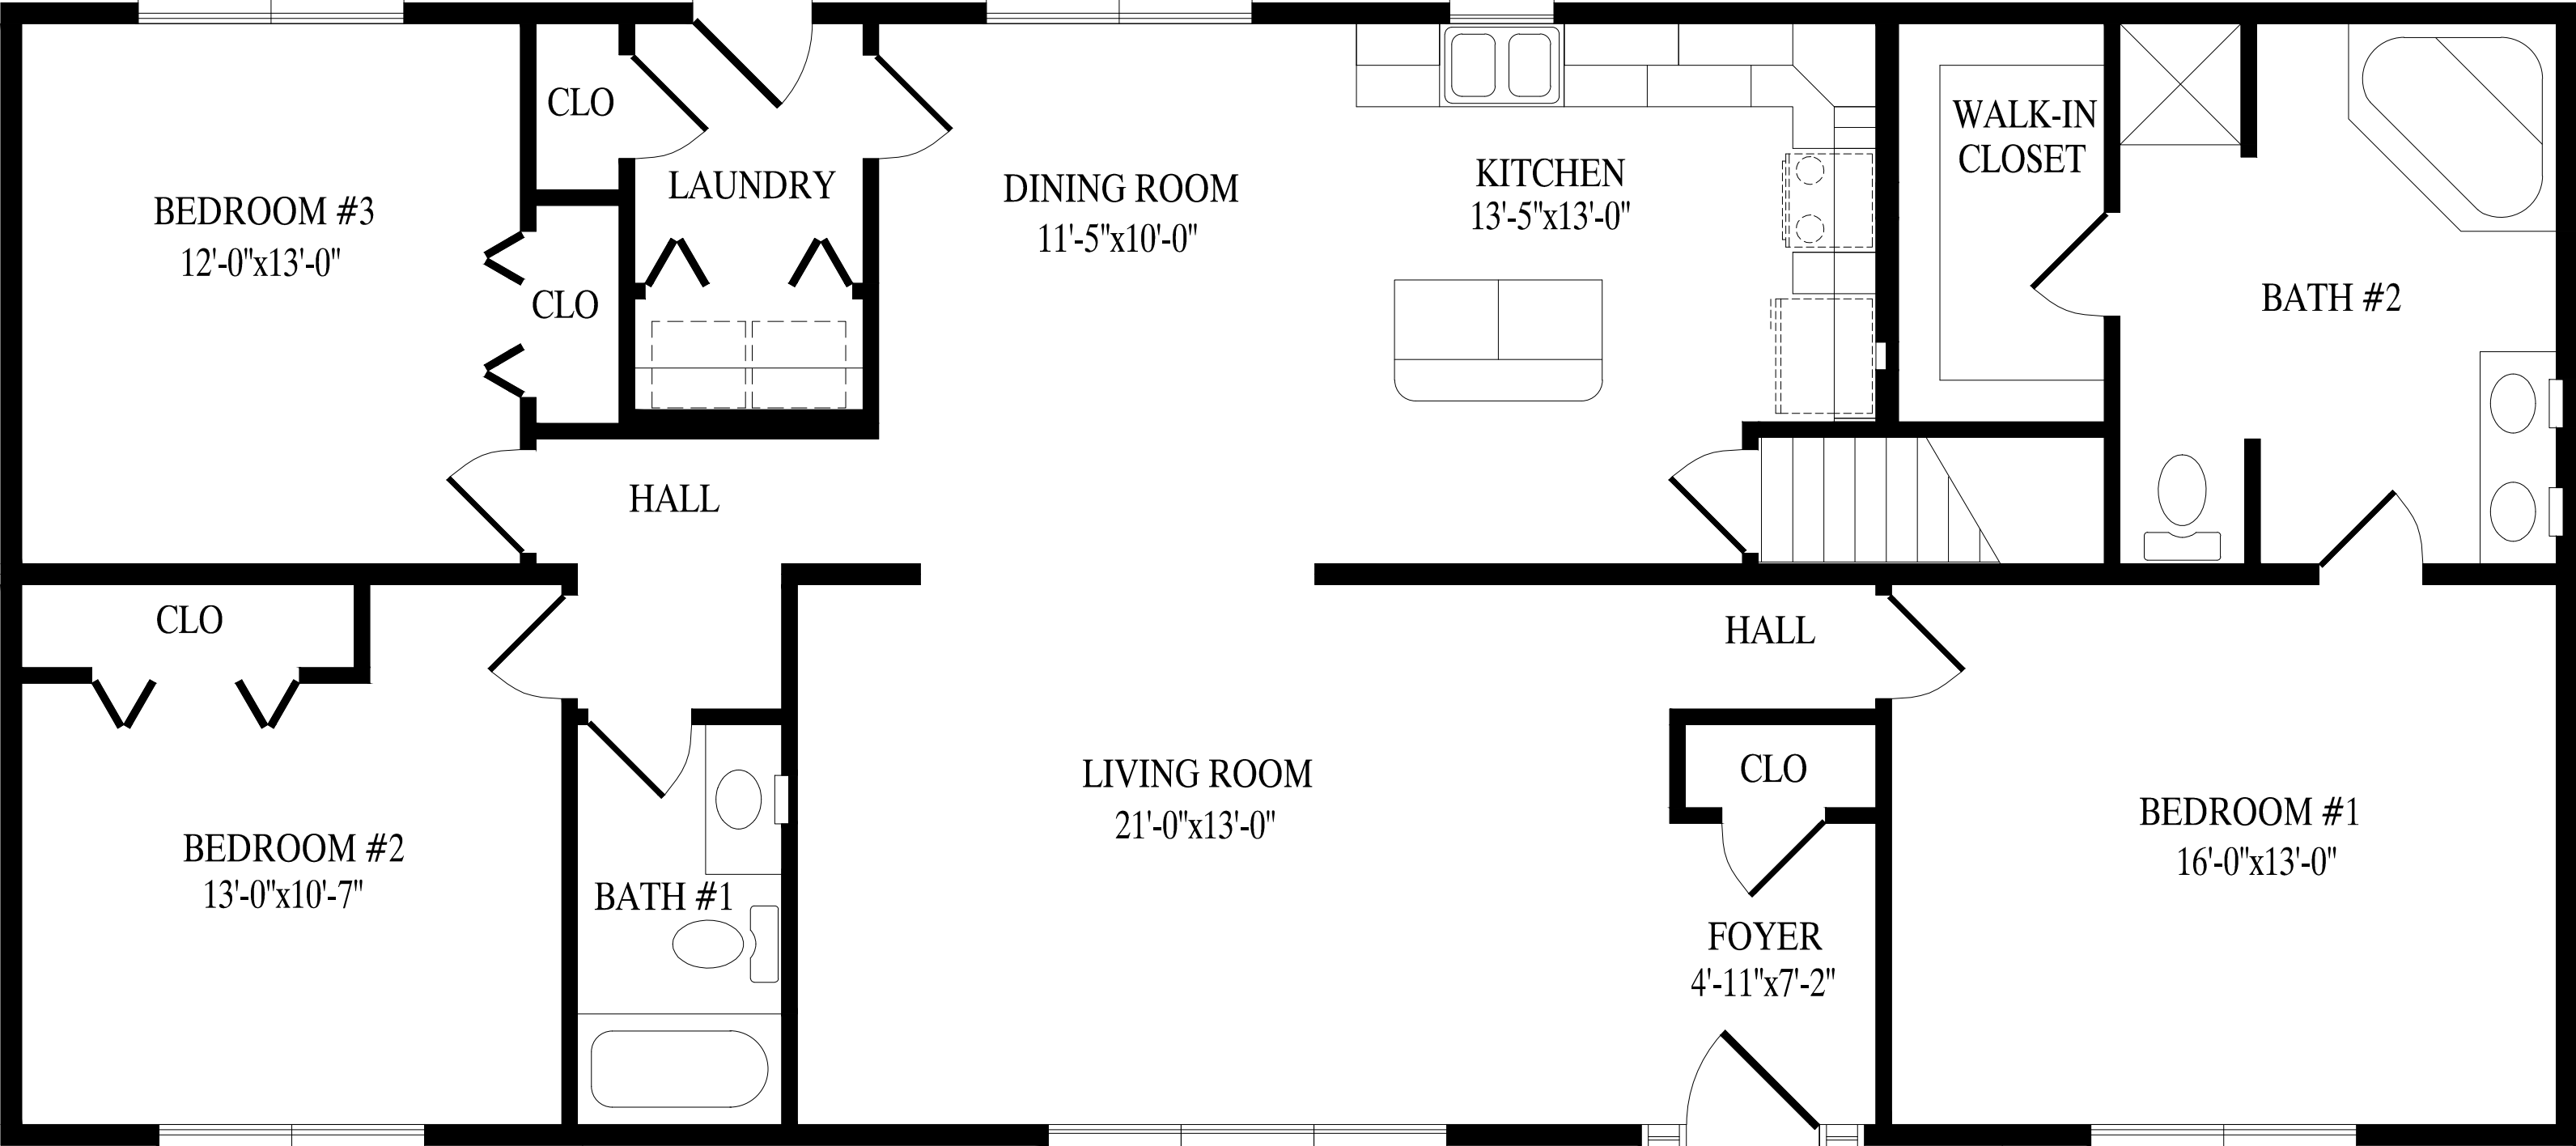 CLO
WALK-IN
CLOSET
KITCHEN
13'-5"x13'-0"
LAUNDRY
DINING ROOM
11'-5"x10'-0"
BEDROOM #3
12'-0"x13'-0"
CLO
BATH #2
HALL
CLO
HALL
LIVING ROOM
21'-0"x13'-0"
CLO
BEDROOM #1
16'-0"x13'-0"
BEDROOM #2
13'-0"x10'-7"
BATH #1
FOYER
4'-11"x7'-2"